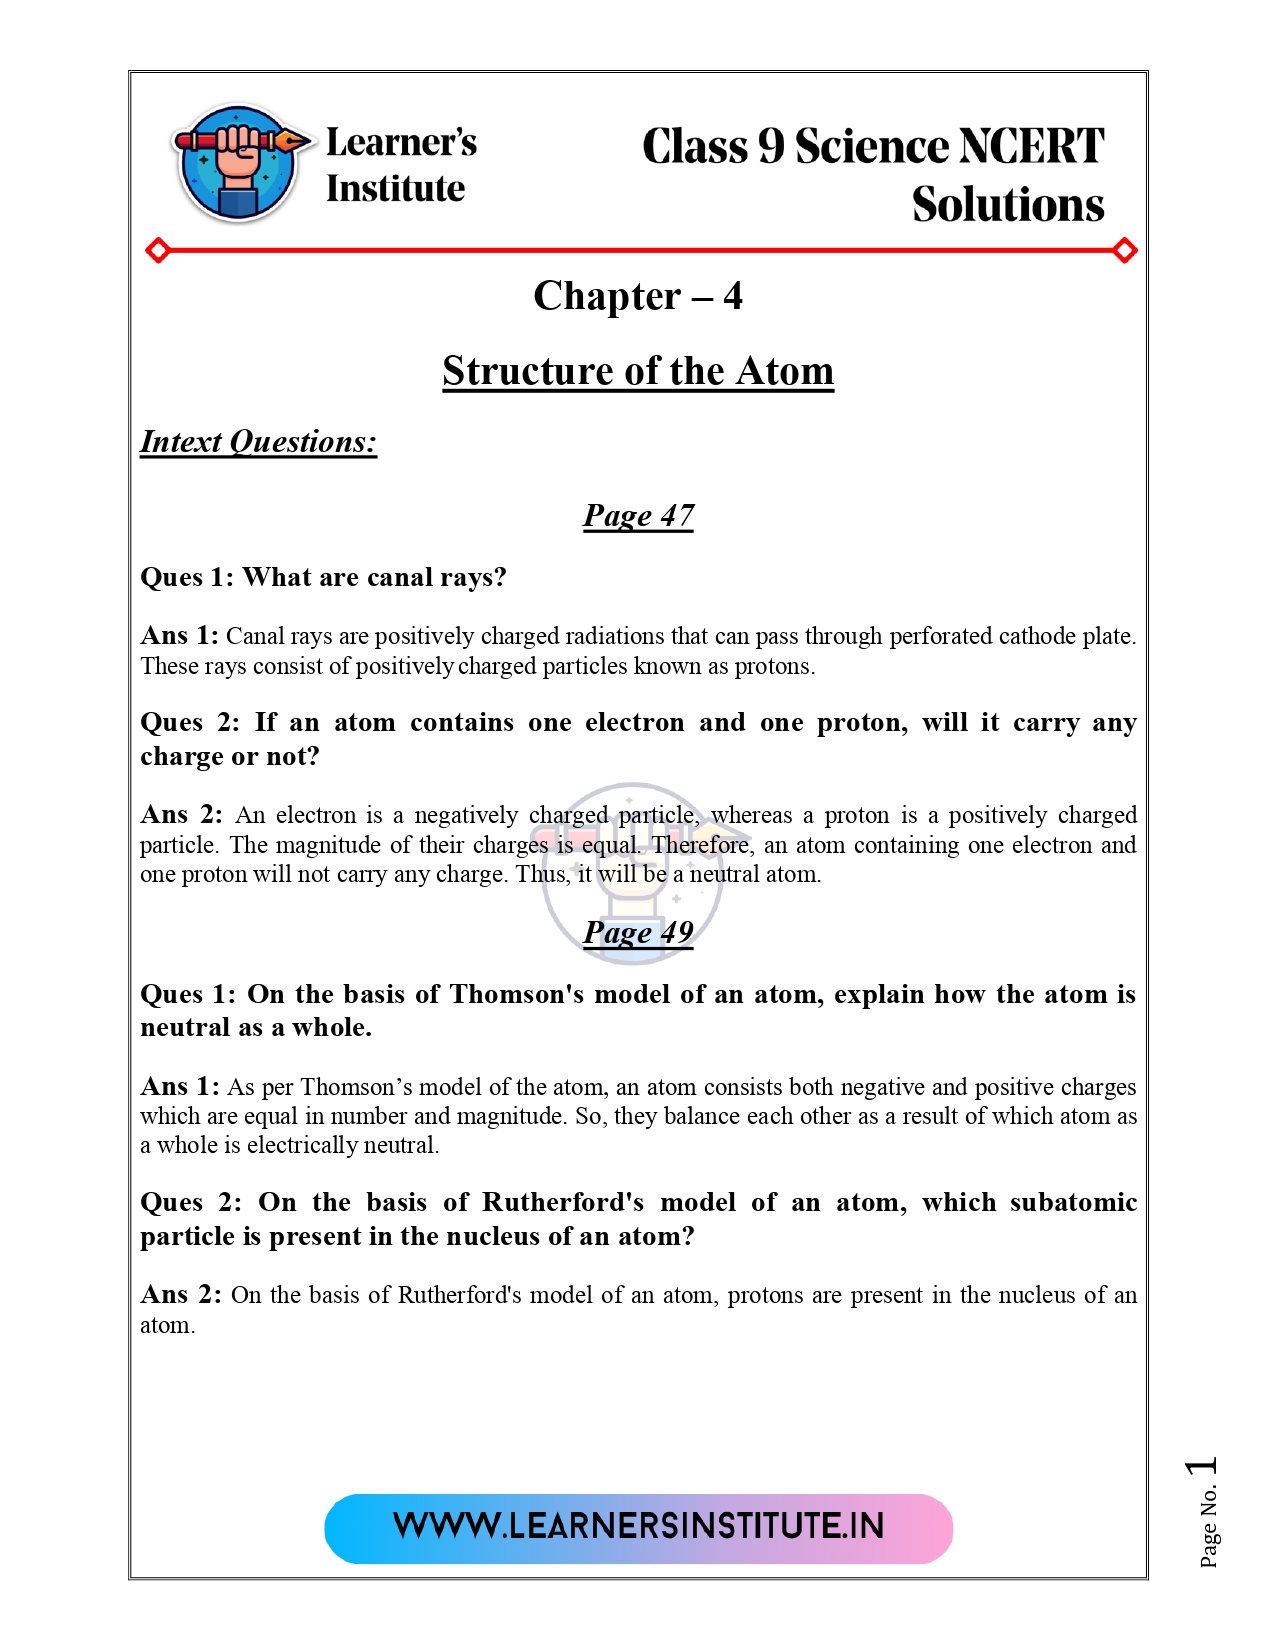 Learner's
Institute
Class 9 Science NCERT
Solutions
Chapter – 4
Structure of the Atom
Intext Questions:
Page 47
Ques 1: What are canal rays?
Ans 1: Canal rays are positively charged radiations that can pass through perforated cathode plate.
These rays consist of positively charged particles known as protons.
Ques 2: If an atom contains one electron and one proton, will it carry any
charge or not?
Ans 2: An electron is a negatively charged particle, whereas a proton is a positively charged
particle. The magnitude of their charges is equal. Therefore, an atom containing one electron and
one proton will not carry any charge. Thus, it will be a neutral atom.
Page 49
Ques 1: On the basis of Thomson's model of an atom, explain how the atom is
neutral as a whole.
Ans 1: As per Thomson’s model of the atom, an atom consists both negative and positive charges
which are equal in number and magnitude. So, they balance each other as a result of which atom as
a whole is electrically neutral.
Ques 2: On the basis of Rutherford's model of an atom, which subatomic
particle is present in the nucleus of an atom?
Ans 2: On the basis of Rutherford's model of an atom, protons are present in the nucleus of an
atom.
Page No. 1
WWW.LEARNERSINSTITUTE.IN